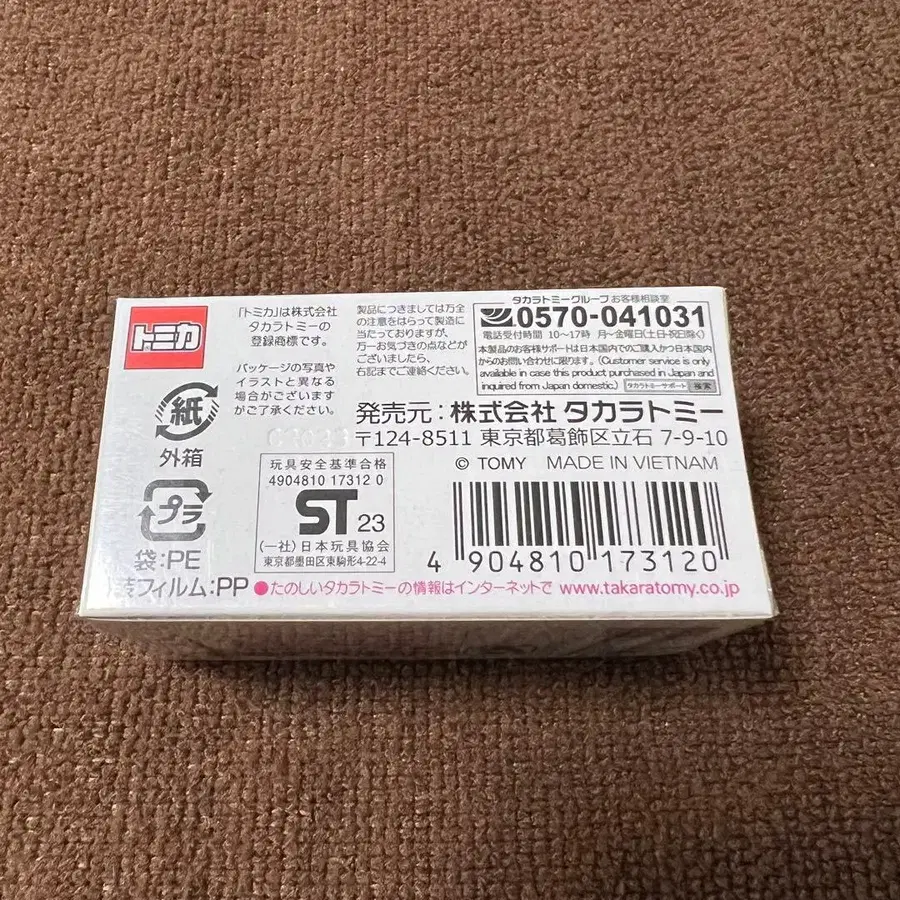 トミカ
「トミカ」は株式会社
タカラトミーの
登録商標です。
パッケージの写真や
イラストと異なる
場合がございます
がご了承ください。
製品につきましては万全
の注意をはらって製造に
当たっておりますが、
万一お気づきの点などが
ございましたら、
右記までご連絡ください。
タカラトミーグループ お客様相談室
0570-041031
電話受付時間 10〜17時 月〜金曜日(土・日・祝日除く)
本製品のお客様サポートは日本国内でのご購入かつ日本国内
からのお問い合わせに限ります。(Customer service is only
available in case this product purchased in Japan and
inquired from Japan domestic.) タカラトミーサポート 検索
発売元:株式会社 タカラトミー
〒124-8511 東京都葛飾区立石 7-9-10
© TOMY MADE IN VIETNAM
紙
外箱
プラ
袋:PE
装フィルム:PP
玩具安全基準合格
4904810 17312 0
ST 23
(一社)日本玩具協会
東京都墨田区東駒形4-22-4
4 904810 173120
●たのしいタカラトミーの情報はインターネットで www.takaratomy.co.jp